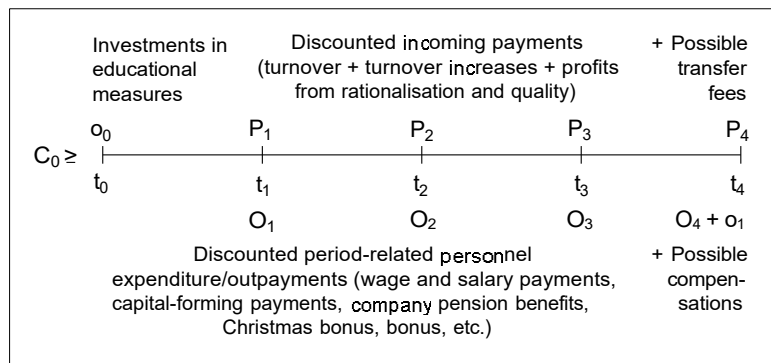 Investments in
educational
measures
Discounted incoming payments
(turnover + turnover increases + profits
from rationalisation and quality)
+ Possible
transfer
fees
o₀ P₁ P₂ P₃ P₄
C₀ ≥
t₀ t₁ t₂ t₃ t₄
O₁ O₂ O₃ O₄ + o₁
Discounted period-related personnel
expenditure/outpayments (wage and salary payments,
capital-forming payments, company pension benefits,
Christmas bonus, bonus, etc.)
+ Possible
compen-
sations